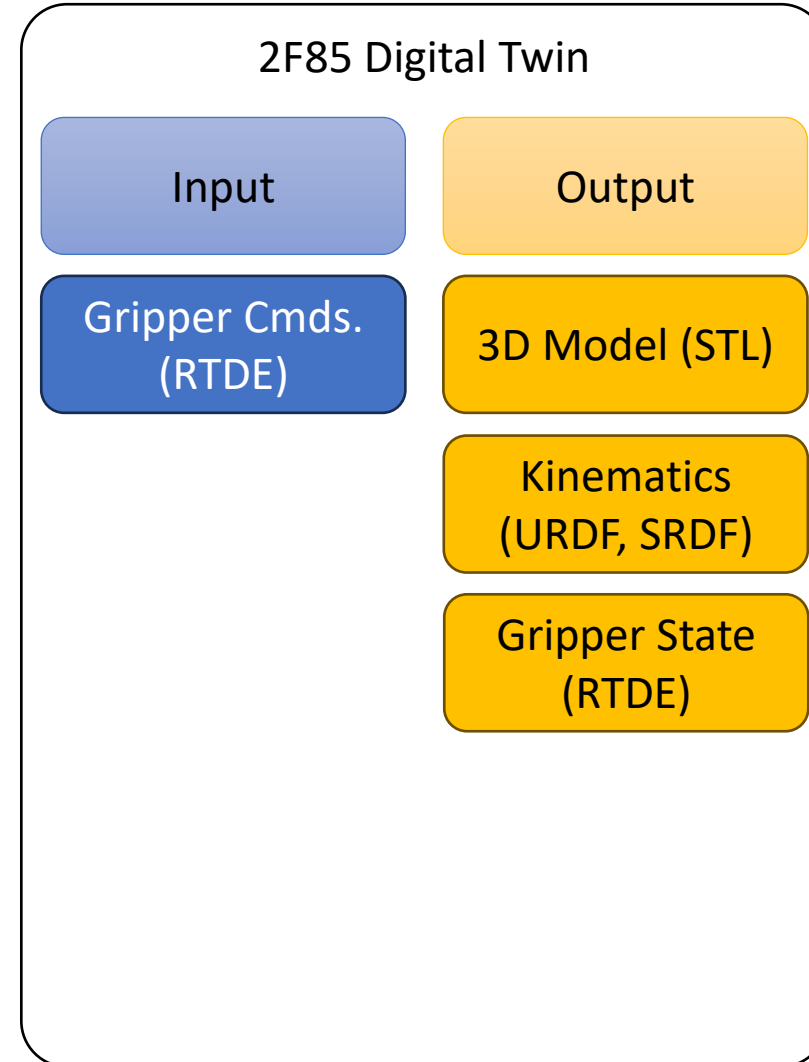 2F85 Digital Twin
Input
Output
Gripper Cmds.
(RTDE)
3D Model (STL)
Kinematics
(URDF, SRDF)
Gripper State
(RTDE)